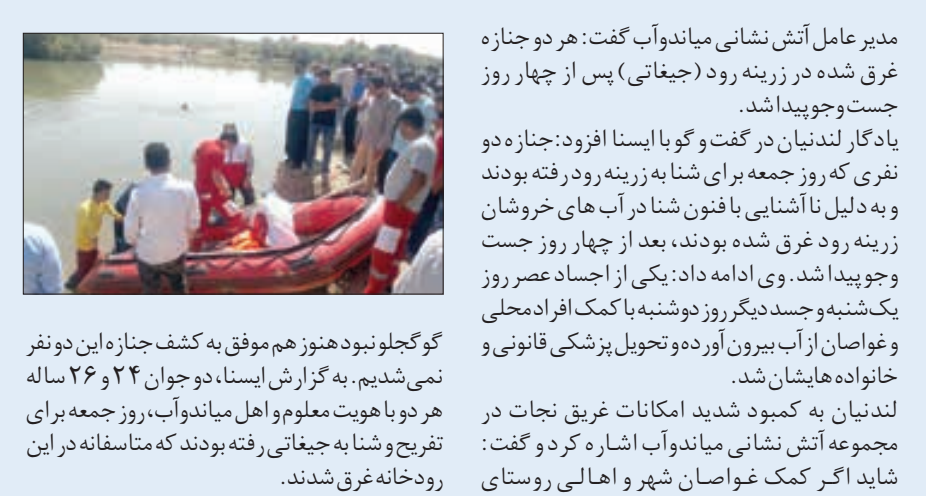 مدیر عامل آتش نشانی میاندوآب گفت: هر دو جنازه
غرق شده در زرینه رود (جیغاتی) پس از چهار روز
جست‌وجو پیدا شد.
یادگار لندنیان در گفت و گو با ایسنا افزود: جنازه دو
نفری که روز جمعه برای شنا به زرینه رود رفته بودند
و به دلیل ناآشنایی با فنون شنا در آب های خروشان
زرینه رود غرق شده بودند، بعد از چهار روز جست
وجو پیدا شد. وی ادامه داد: یکی از اجساد عصر روز
یک‌شنبه و جسد دیگر روز دوشنبه با کمک افراد محلی
و غواصان از آب بیرون آورده و تحویل پزشکی قانونی و
خانواده هایشان شد.
لندنیان به کمبود شدید امکانات غریق نجات در
مجموعه آتش نشانی میاندوآب اشاره کرد و گفت:
شاید اگر کمک غواصان شهر و اهالی روستای
گوگجلو نبود هنوز هم موفق به کشف جنازه این دو نفر
نمی‌شدیم. به گزارش ایسنا، دو جوان ۲۴ و ۲۶ ساله
هر دو با هویت معلوم و اهل میاندوآب، روز جمعه برای
تفریح و شنا به جیغاتی رفته بودند که متاسفانه در این
رودخانه غرق شدند.